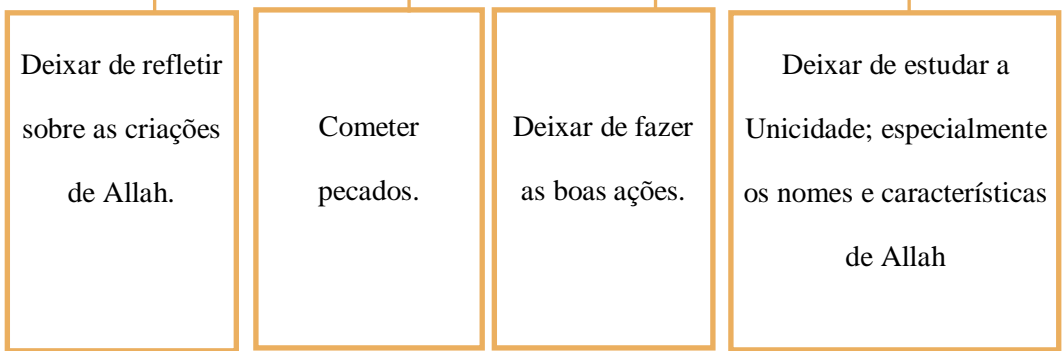 Deixar de refletir
sobre as criações
de Allah.
Cometer
pecados.
Deixar de fazer
as boas ações.
Deixar de estudar a
Unicidade; especialmente
os nomes e características
de Allah